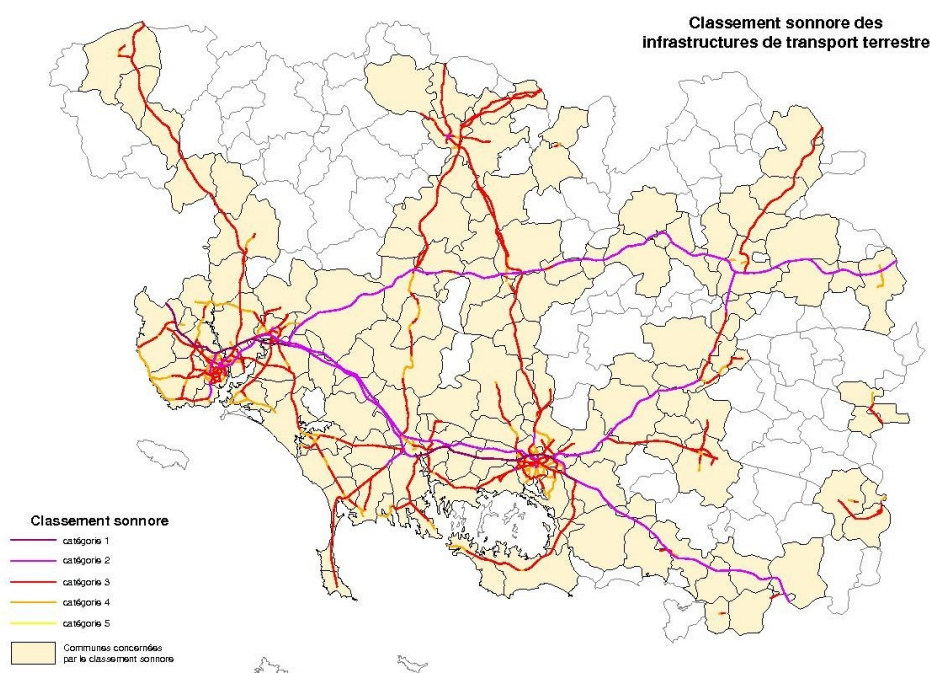 Classement sonnore des
infrastructures de transport terrestre
Classement sonnore
catégorie 1
catégorie 2
catégorie 3
catégorie 4
catégorie 5
Communes concernées
par le classement sonore